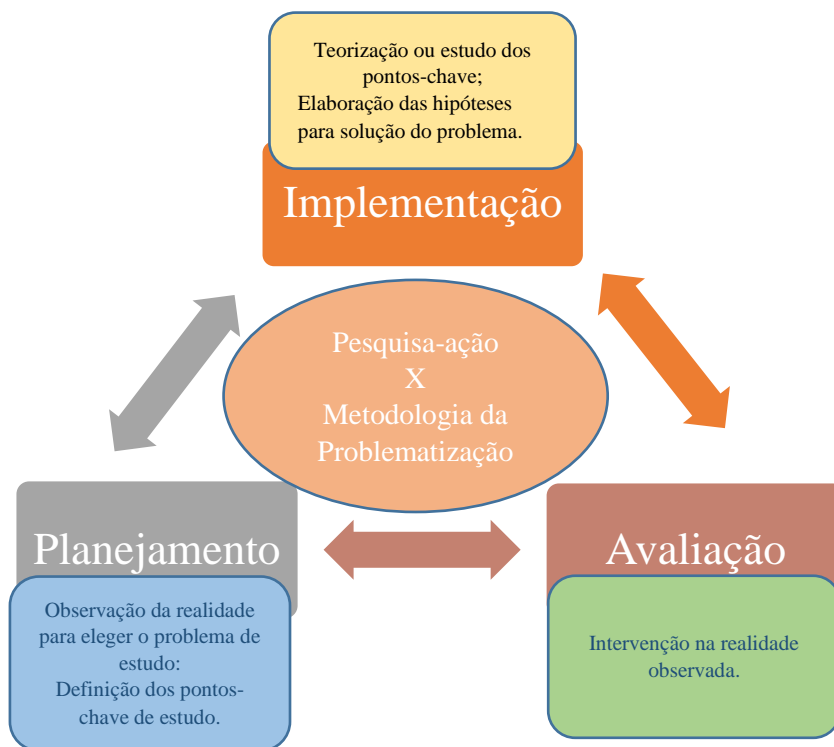 Teorização ou estudo dos
pontos-chave;
Elaboração das hipóteses
para solução do problema.
Implementação
Pesquisa-ação
X
Metodologia da
Problematização
Planejamento
Observação da realidade
para eleger o problema de
estudo:
Definição dos pontos-
chave de estudo.
Avaliação
Intervenção na realidade
observada.